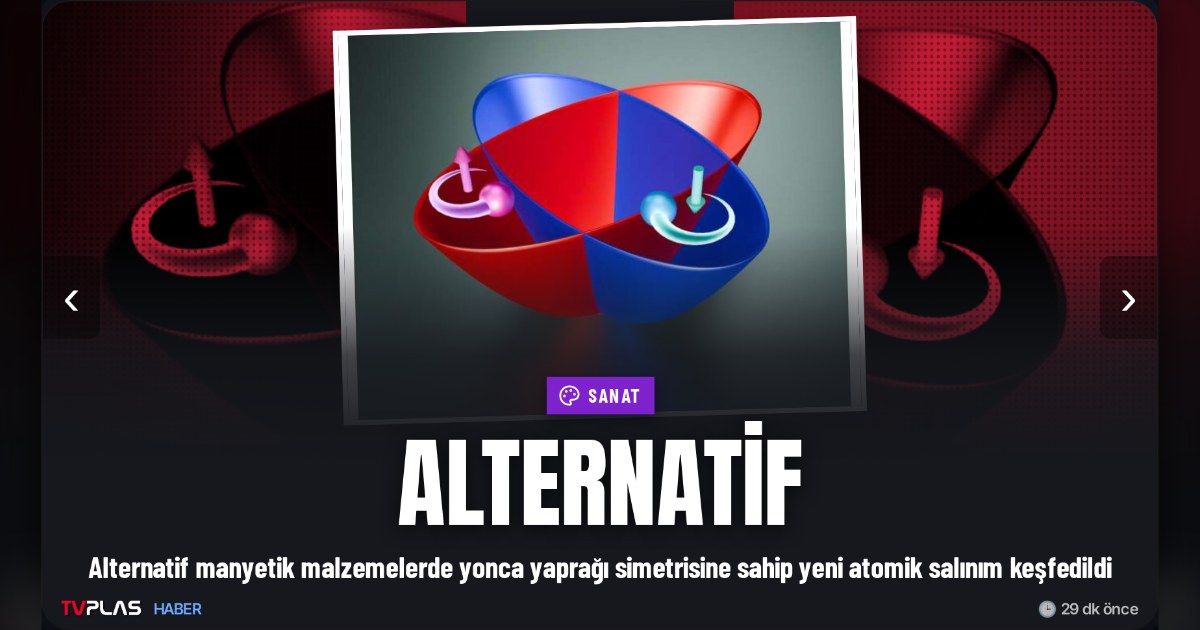 SANAT
ALTERNATİF
Alternatif manyetik malzemelerde yonca yaprağı simetrisine sahip yeni atomik salınım keşfedildi
TVPLAS HABER
29 dk önce